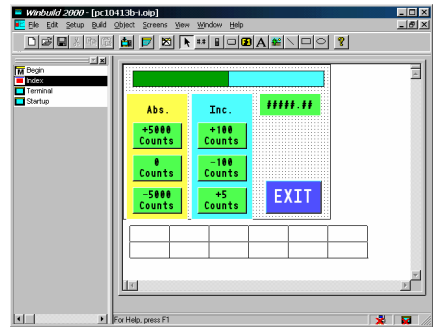 Winbuild 2000 - [pc10413b-i.oip]
File Edit Setup Build Object Screens View Window Help
##
A
?
Begin
Index
Terminal
Startup
Abs.
Inc.
#####.##
+5000
Counts
+100
Counts
0
Counts
-100
Counts
-5000
Counts
+5
Counts
EXIT
For Help, press F1